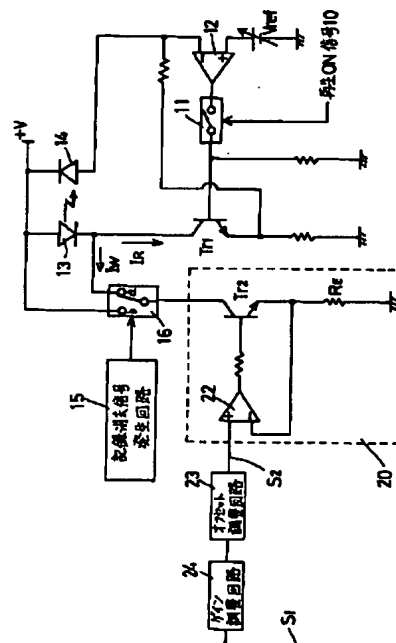 +V
14
12
Vref
13
11
再生ON信号10
IW
IR
Tr1
15
記録消去信号
発生回路
16
Tr2
22
RE
20
23
オフセット
調整回路
S2
24
ゲイン
調整回路
S1